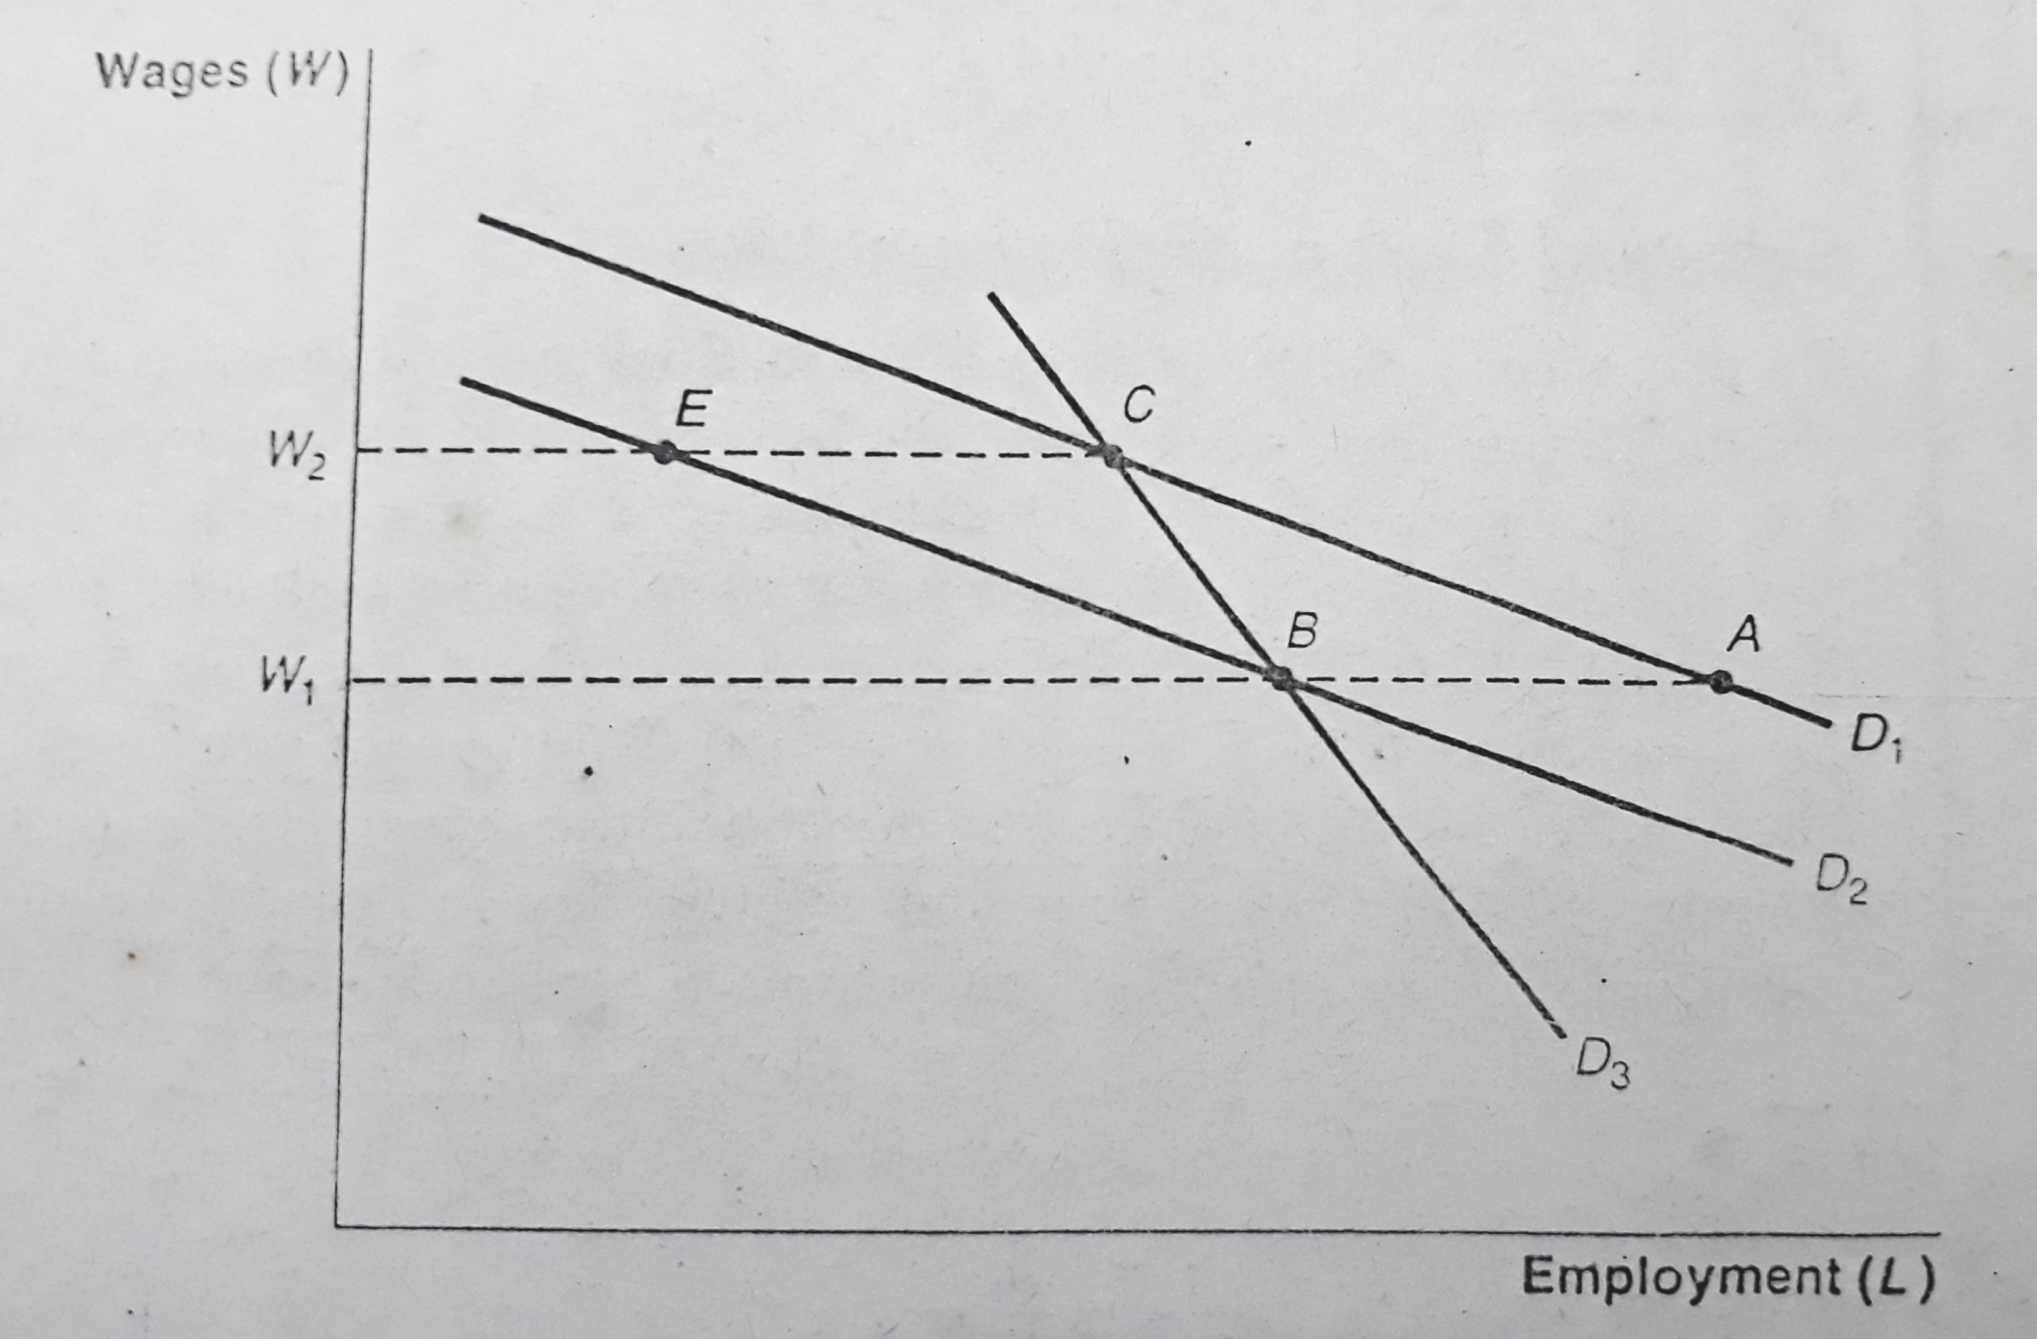 Wages (W)
E
C
W₂
B
A
W₁
D₁
D₂
D₃
Employment (L)